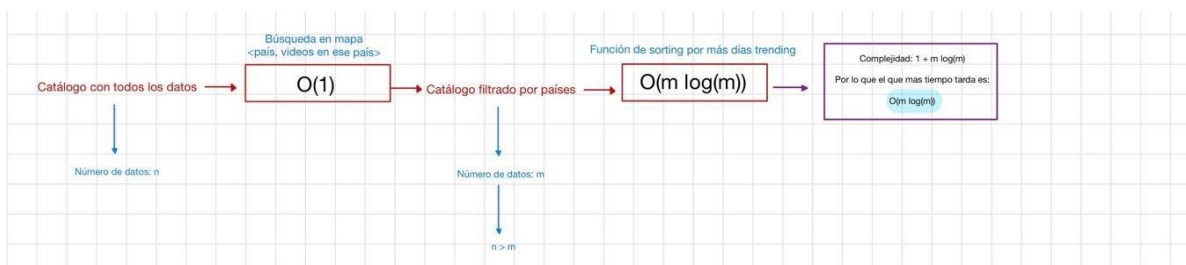 Búsqueda en mapa
<país, videos en ese país>
Catálogo con todos los datos
O(1)
Catálogo filtrado por países
Función de sorting por más días trending
O(m log(m))
Complejidad: 1 + m log(m)
Por lo que el que mas tiempo tarda es:
O(m log(m))
Número de datos: n
Número de datos: m
n > m